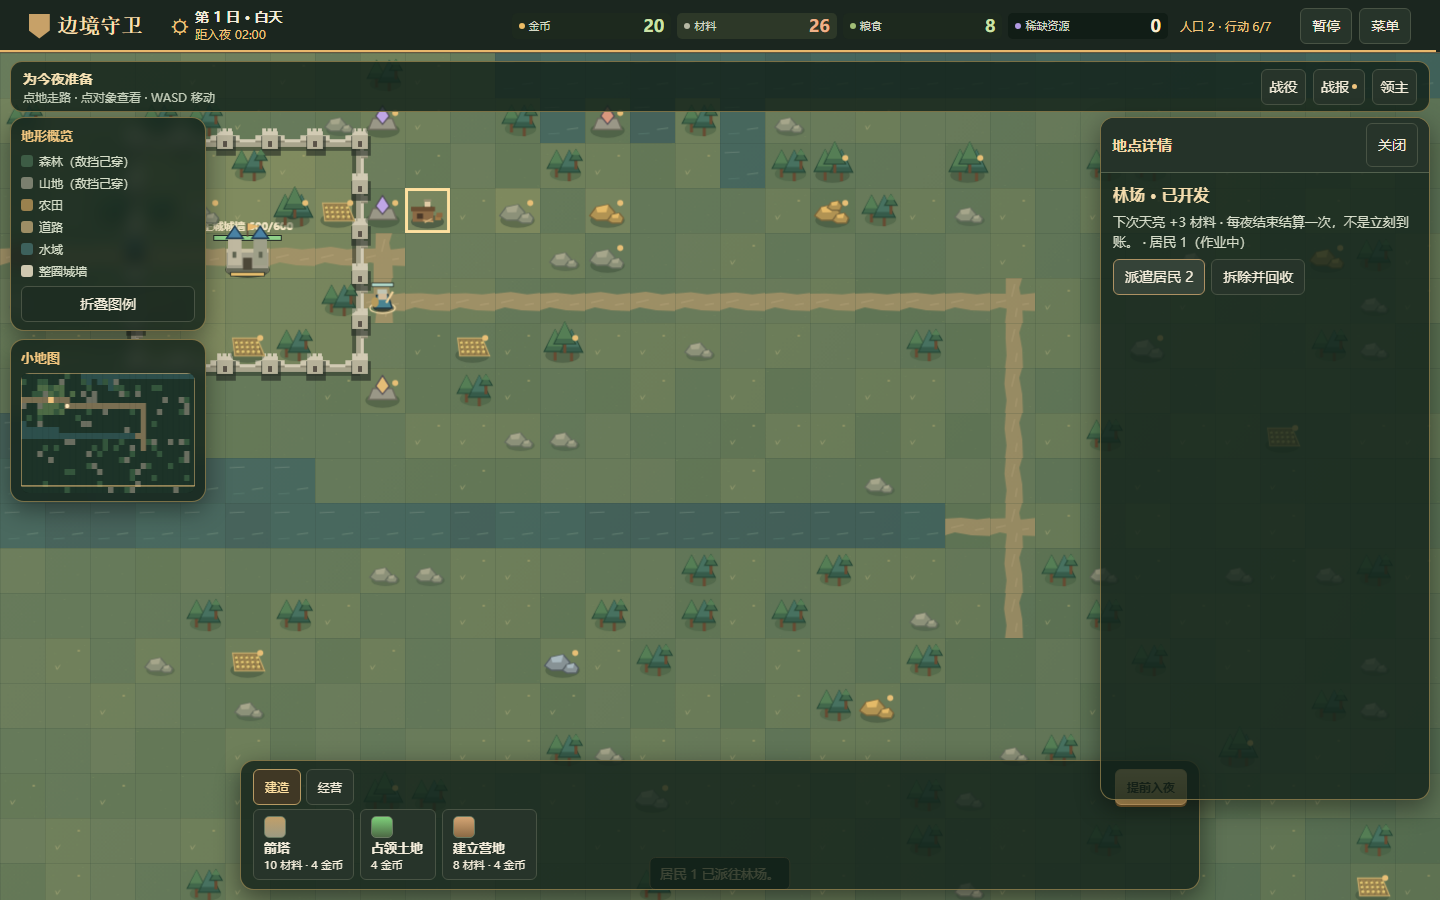 边境守卫
第 1 日 · 白天
距入夜 02:00
金币 20
材料 26
粮食 8
稀缺资源 0
人口 2 · 行动 6/7
暂停
菜单
为今夜准备
点地走路 · 点对象查看 · WASD 移动
战役
战报
领主
地形概览
森林（敌挡己穿）
山地（敌挡己穿）
农田
道路
水域
整圈城墙
折叠图例
小地图
地点详情
关闭
林场 · 已开发
下次天亮 +3 材料 · 每夜结束结算一次，不是立刻到
账。 · 居民 1（作业中）
派遣居民 2
拆除并回收
建造
经营
提前入夜
箭塔
10 材料 · 4 金币
占领土地
4 金币
建立营地
8 材料 · 4 金币
居民 1 已派往林场。